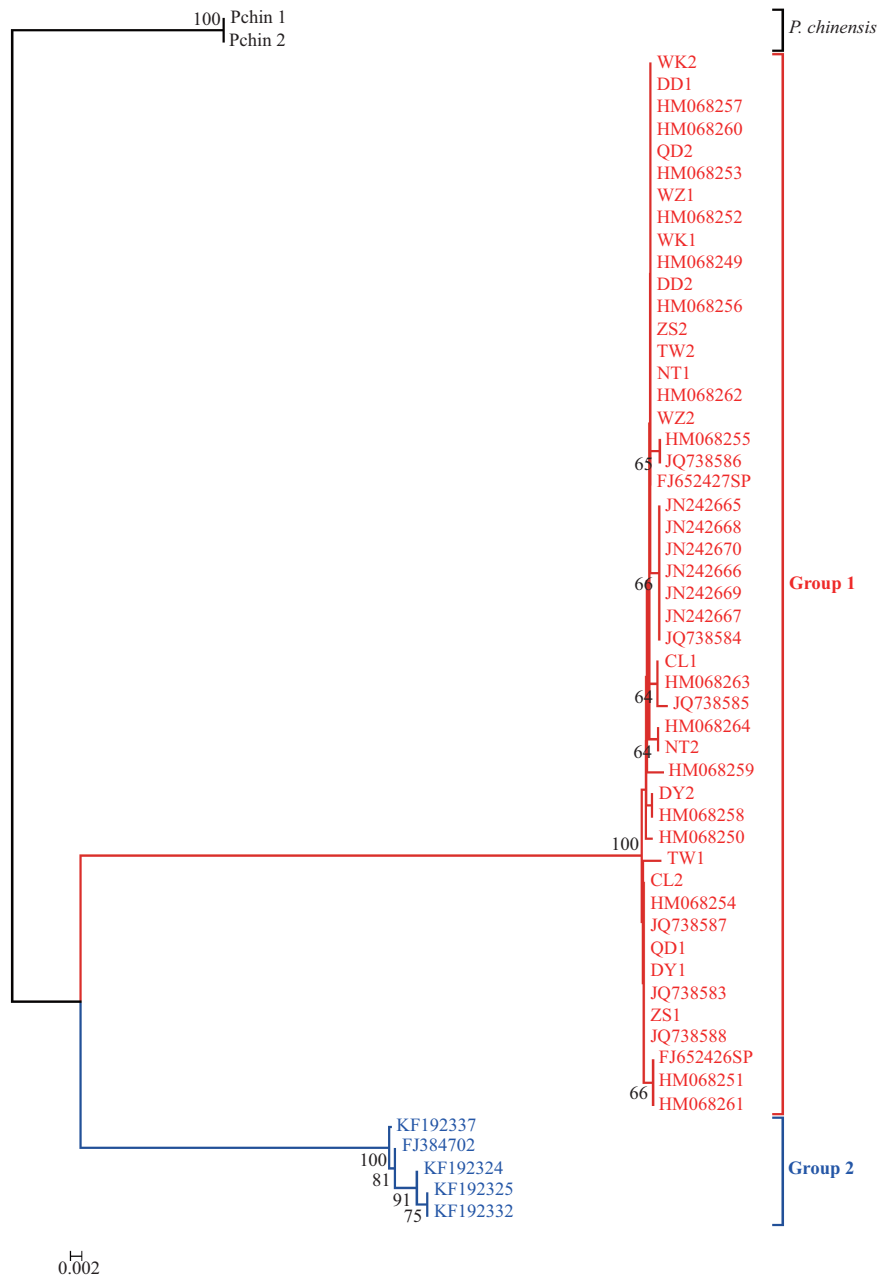 100
Pchin 1
Pchin 2
P. chinensis
WK2
DD1
HM068257
HM068260
QD2
HM068253
WZ1
HM068252
WK1
HM068249
DD2
HM068256
ZS2
TW2
NT1
HM068262
WZ2
HM068255
65
JQ738586
FJ652427SP
JN242665
JN242668
JN242670
JN242666
66
Group 1
JN242669
JN242667
JQ738584
CL1
HM068263
64
JQ738585
HM068264
64
NT2
HM068259
DY2
HM068258
HM068250
100
TW1
CL2
HM068254
JQ738587
QD1
DY1
JQ738583
ZS1
JQ738588
FJ652426SP
HM068251
66
HM068261
KF192337
FJ384702
100
KF192324
Group 2
81
KF192325
91
KF192332
75
0.002